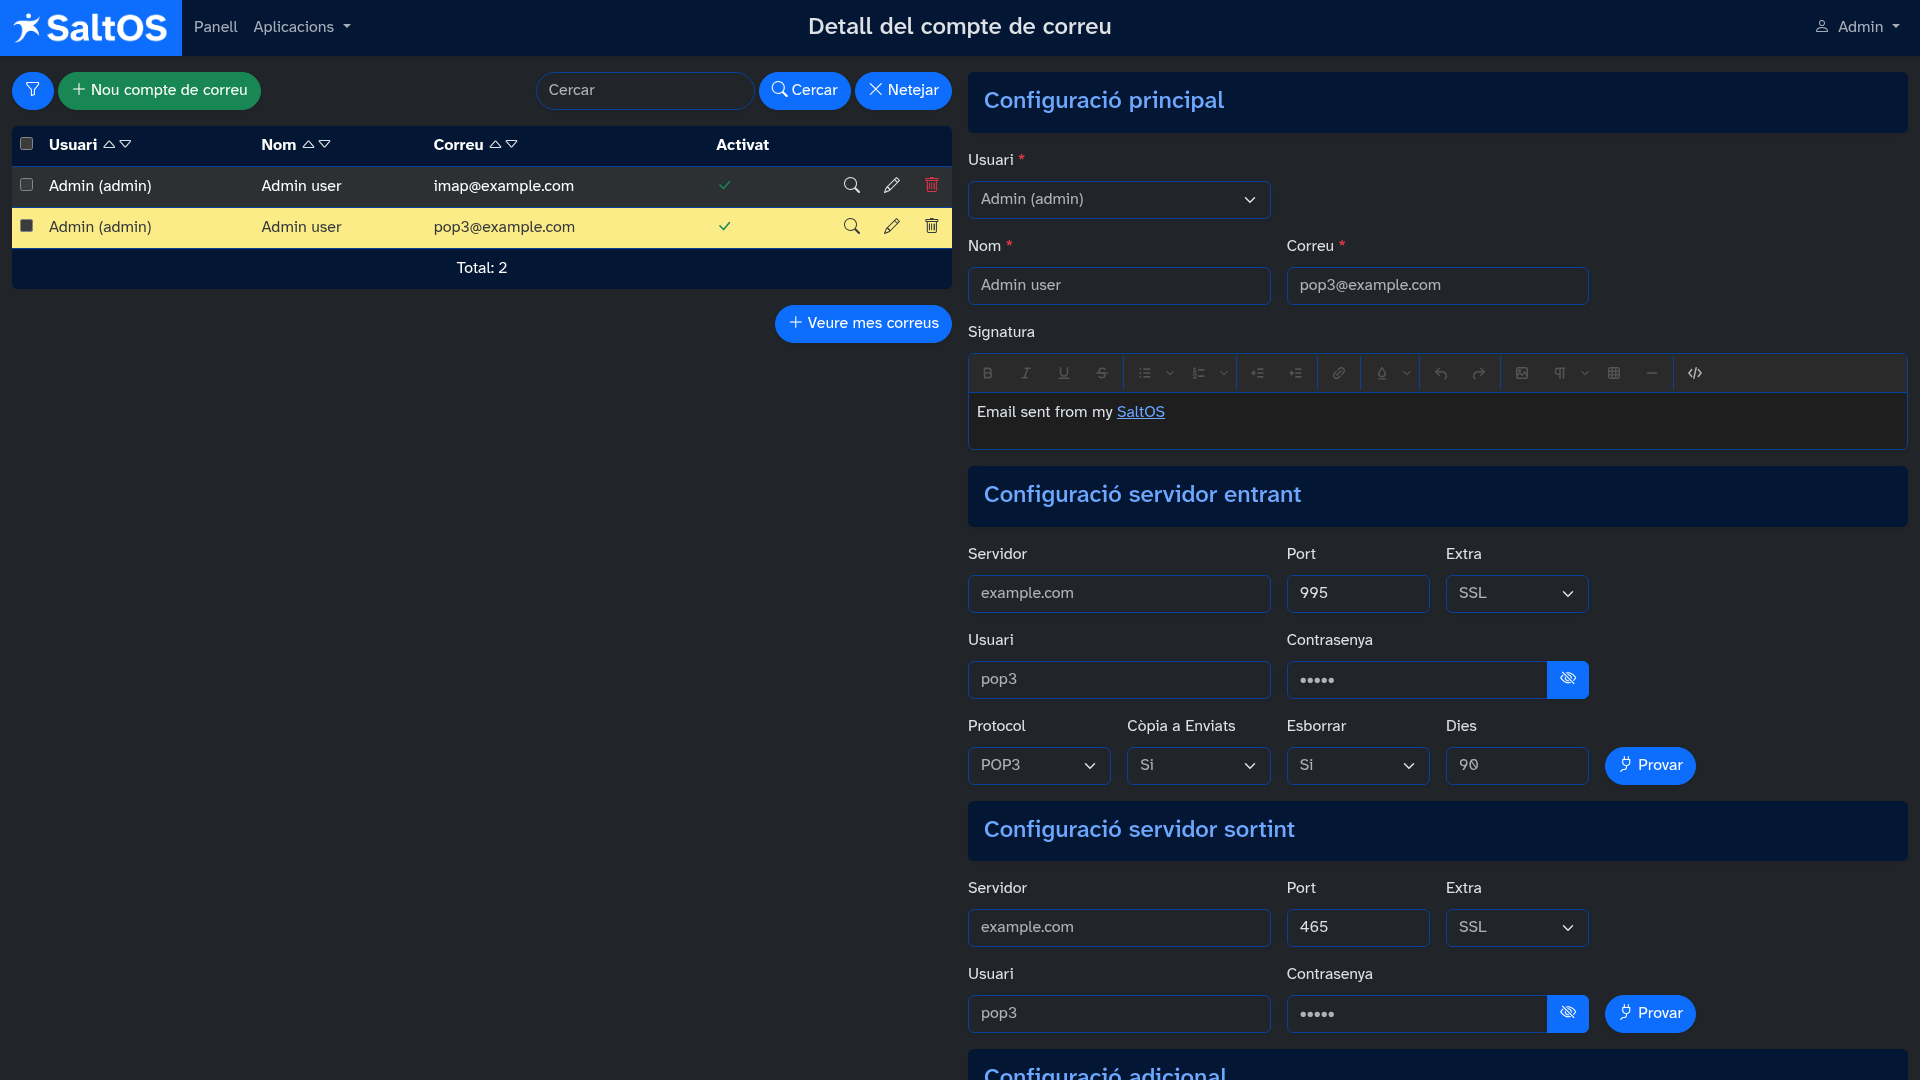 SaltOS
Panell
Aplicacions
Detall del compte de correu
Admin
Nou compte de correu
Cercar
Cercar
Netejar
Usuari
Nom
Correu
Activat
Admin (admin)
Admin user
imap@example.com
Admin (admin)
Admin user
pop3@example.com
Total: 2
Veure mes correus
Configuració principal
Usuari *
Admin (admin)
Nom *
Correu *
Admin user
pop3@example.com
Signatura
Email sent from my SaltOS
Configuració servidor entrant
Servidor
Port
Extra
example.com
995
SSL
Usuari
Contrasenya
pop3
•••••
Protocol
Còpia a Enviats
Esborrar
Dies
POP3
Si
Si
90
Provar
Configuració servidor sortint
Servidor
Port
Extra
example.com
465
SSL
Usuari
Contrasenya
pop3
•••••
Provar
Configuració adicional